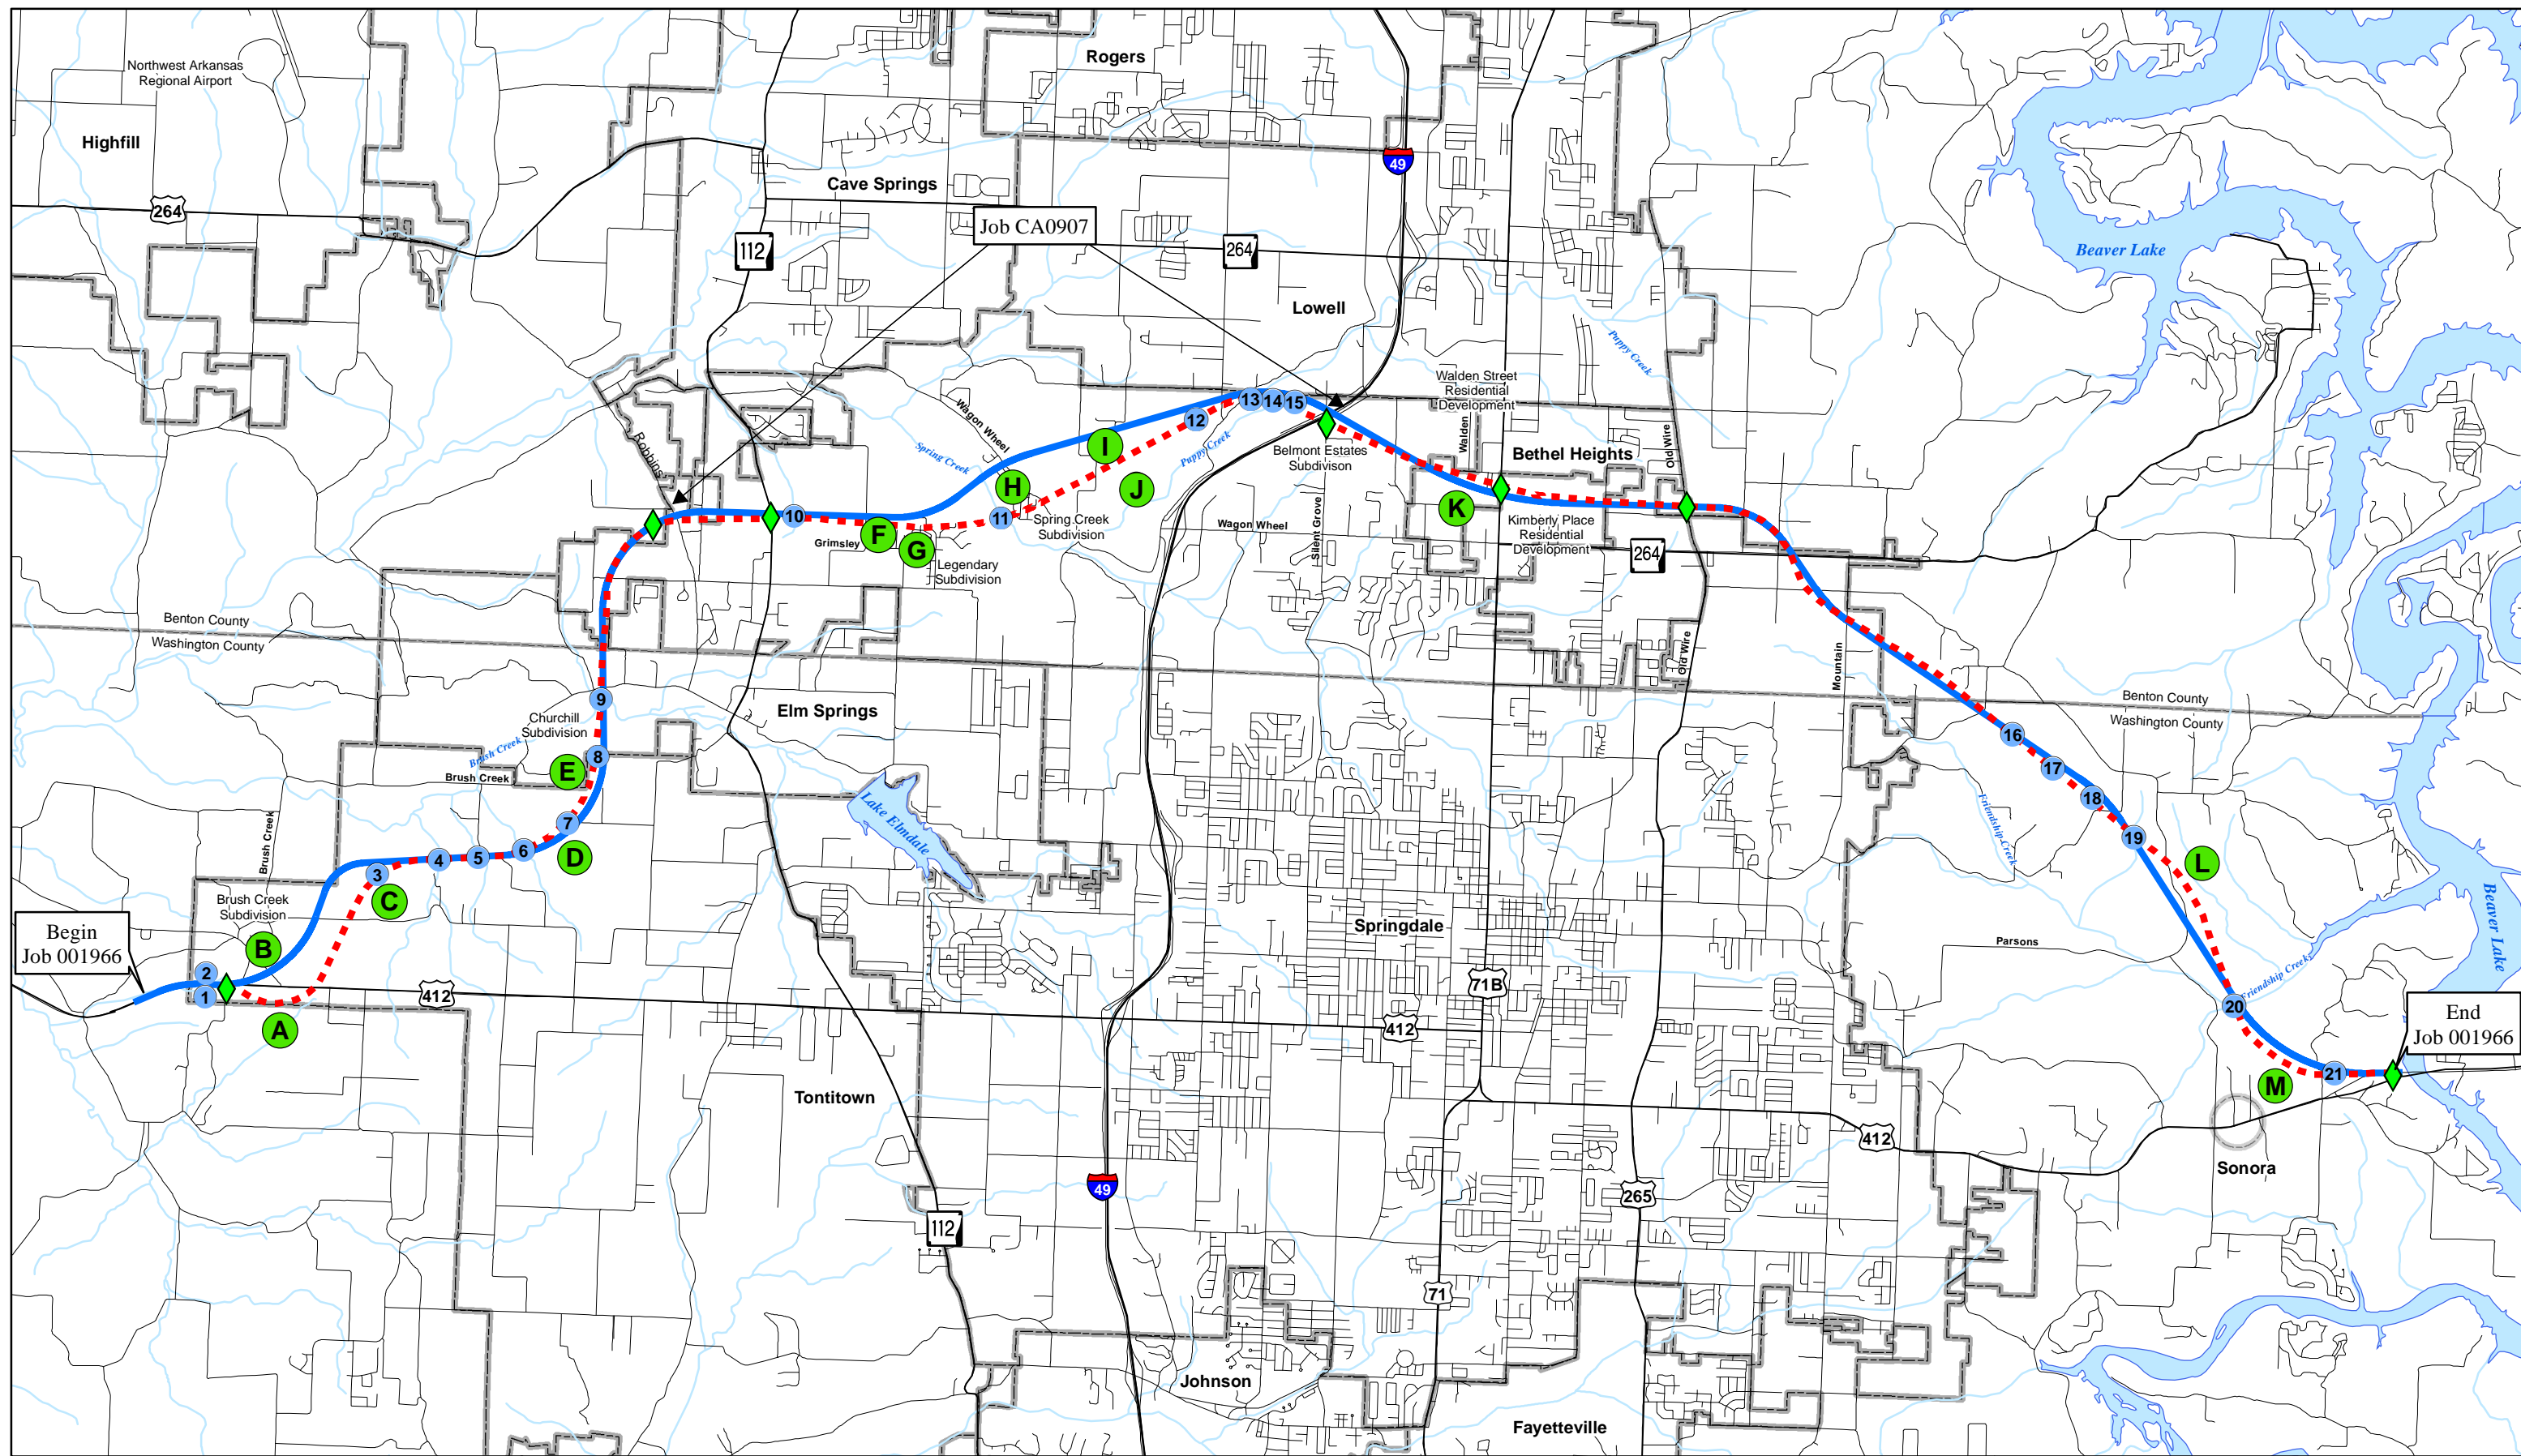 Rogers
Northwest Arkansas
Regional Airport
Highfill
49
Cave Springs
264
Job CA0907
112
264
Beaver Lake
Lowell
Puppy Creek
Walden Street
Residential
Development
13
14
15
12
Wagon Wheel
Walden
Old Wire
Robbins
Spring Creek
Puppy Creek
I
Belmont Estates
Subdivison
Bethel Heights
H
J
K
10
11
F
Spring Creek
Subdivision
Wagon Wheel
Silent Grove
Kimberly Place
Residential
Development
Grimsley
G
264
Legendary
Subdivision
Benton County
Washington County
Old Wire
Mountain
Benton County
Washington County
9
Elm Springs
Churchill
Subdivision
16
Brush Creek
8
E
Brush Creek
17
18
Lake Elmdale
Friendship Creek
7
19
Brush Creek
6
5
4
D
L
3
C
Brush Creek
Subdivision
Begin
Job 001966
Springdale
Beaver Lake
B
Parsons
2
1
412
71B
Friendship Creek
20
A
412
End
Job 001966
21
M
Tontitown
412
Sonora
49
265
112
71
Johnson
Fayetteville